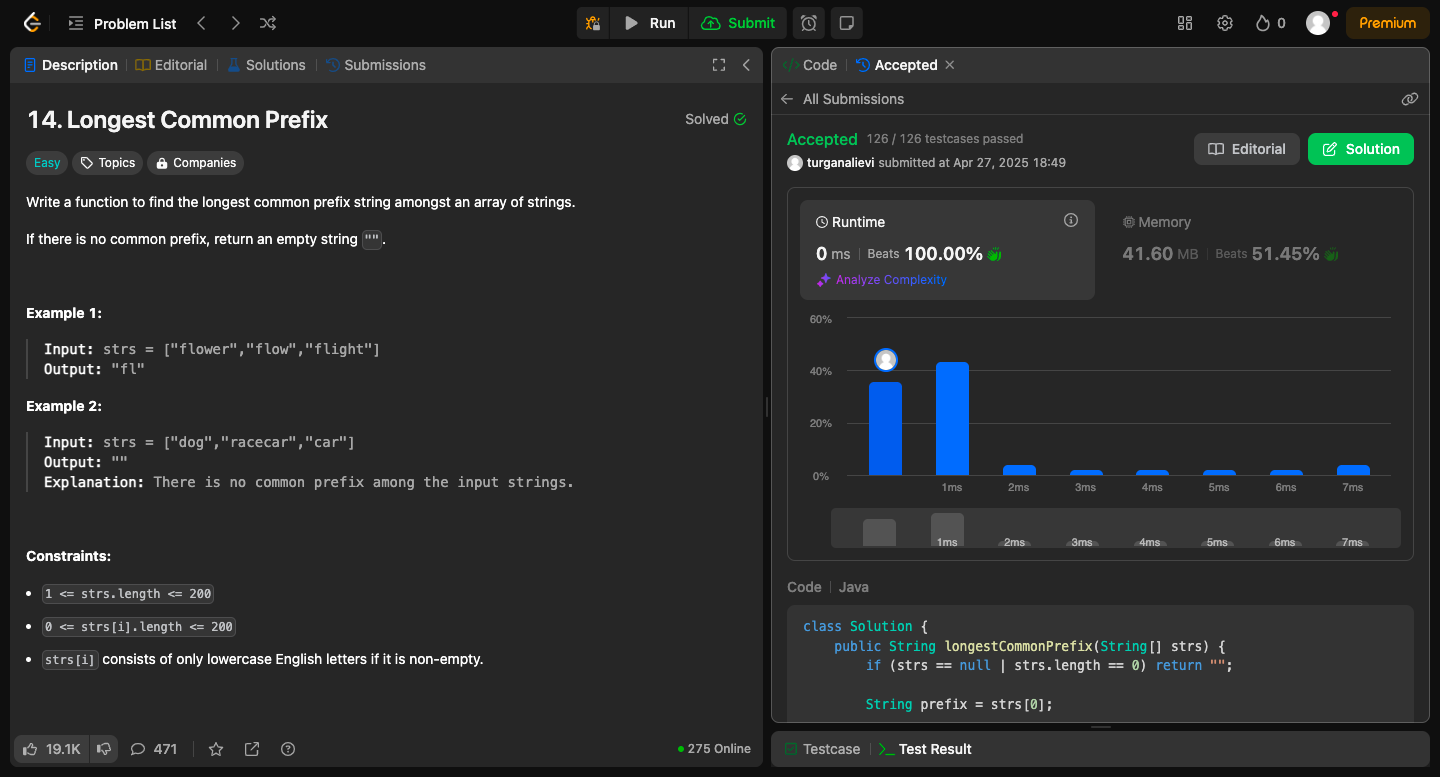 Problem List
Run
Submit
0
Premium
Description
Editorial
Solutions
Submissions
14. Longest Common Prefix
Solved
Easy
Topics
Companies
Write a function to find the longest common prefix string amongst an array of strings.
If there is no common prefix, return an empty string "".
Example 1:
Input: strs = ["flower","flow","flight"]
Output: "fl"
Example 2:
Input: strs = ["dog","racecar","car"]
Output: ""
Explanation: There is no common prefix among the input strings.
Constraints:
1 <= strs.length <= 200
0 <= strs[i].length <= 200
strs[i] consists of only lowercase English letters if it is non-empty.
19.1K
471
275 Online
Code
Accepted
All Submissions
Accepted 126 / 126 testcases passed
turganalievi submitted at Apr 27, 2025 18:49
Editorial
Solution
Runtime
0 ms Beats 100.00%
Analyze Complexity
Memory
41.60 MB Beats 51.45%
60%
40%
20%
0%
1ms 2ms 3ms 4ms 5ms 6ms 7ms
1ms 2ms 3ms 4ms 5ms 6ms 7ms
Code Java
class Solution {
public String longestCommonPrefix(String[] strs) {
if (strs == null | strs.length == 0) return "";
String prefix = strs[0];
Testcase
Test Result